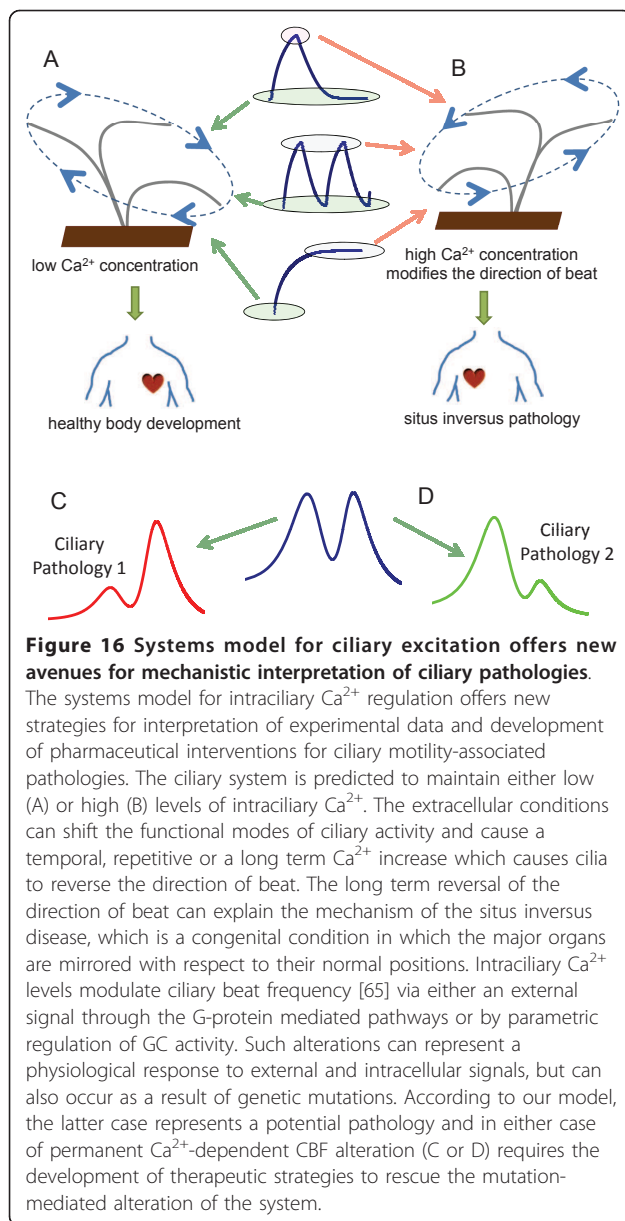 A
B
low Ca²⁺ concentration
high Ca²⁺ concentration
modifies the direction of beat
healthy body development
situs inversus pathology
C
D
Ciliary
Pathology 1
Ciliary
Pathology 2
Figure 16 Systems model for ciliary excitation offers new
avenues for mechanistic interpretation of ciliary pathologies.
The systems model for intraciliary Ca²⁺ regulation offers new
strategies for interpretation of experimental data and development
of pharmaceutical interventions for ciliary motility-associated
pathologies. The ciliary system is predicted to maintain either low
(A) or high (B) levels of intraciliary Ca²⁺. The extracellular conditions
can shift the functional modes of ciliary activity and cause a
temporal, repetitive or a long term Ca²⁺ increase which causes cilia
to reverse the direction of beat. The long term reversal of the
direction of beat can explain the mechanism of the situs inversus
disease, which is a congenital condition in which the major organs
are mirrored with respect to their normal positions. Intraciliary Ca²⁺
levels modulate ciliary beat frequency [65] via either an external
signal through the G-protein mediated pathways or by parametric
regulation of GC activity. Such alterations can represent a
physiological response to external and intracellular signals, but can
also occur as a result of genetic mutations. According to our model,
the latter case represents a potential pathology and in either case
of permanent Ca²⁺-dependent CBF alteration (C or D) requires the
development of therapeutic strategies to rescue the mutation-
mediated alteration of the system.